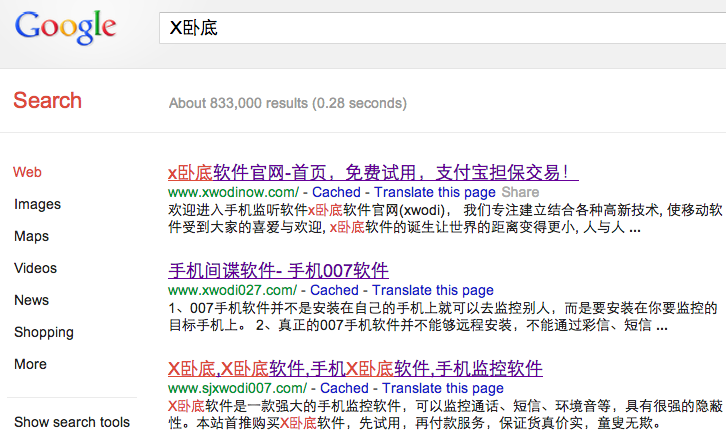 Google
X卧底
Search
About 833,000 results (0.28 seconds)
Web
Images
Maps
Videos
News
Shopping
More
Show search tools
x卧底软件官网-首页，免费试用，支付宝担保交易！
www.xwodinow.com/ - Cached - Translate this page Share
欢迎进入手机监听软件x卧底软件官网(xwodi)， 我们专注建立结合各种高新技术, 使移动软
件受到大家的喜爱与欢迎, x卧底软件的诞生让世界的距离变得更小, 人与人 ...
手机间谍软件- 手机007软件
www.xwodi027.com/ - Cached - Translate this page
1、007手机软件并不是安装在自己的手机上就可以去监控别人，而是要安装在你要监控的
目标手机上。 2、真正的007手机软件并不能够远程安装，不能通过彩信、短信 ...
X卧底,X卧底软件,手机X卧底软件,手机监控软件
www.sjxwodi007.com/ - Cached - Translate this page
X卧底软件是一款强大的手机监控软件，可以监控通话、短信、环境音等，具有很强的隐蔽
性。本站首推购买X卧底软件，先试用，再付款服务，保证货真价实，童叟无欺。